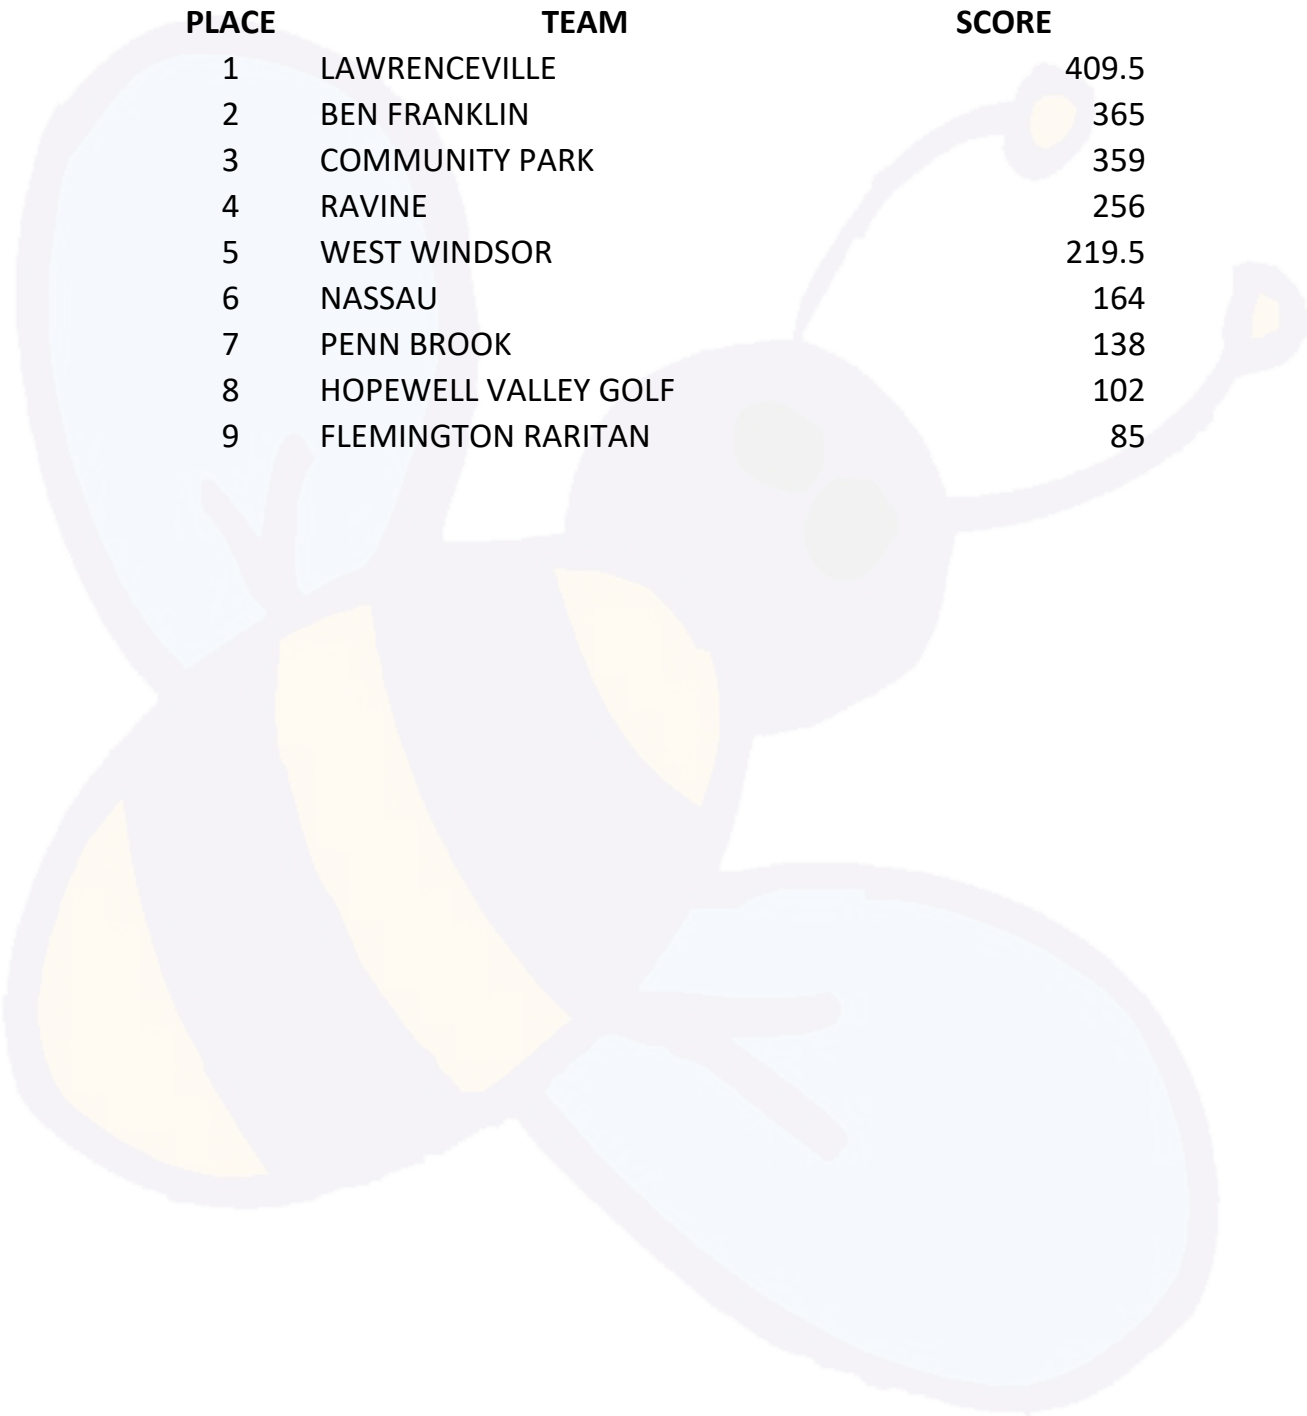 PLACE TEAM SCORE
1 LAWRENCEVILLE 409.5
2 BEN FRANKLIN 365
3 COMMUNITY PARK 359
4 RAVINE 256
5 WEST WINDSOR 219.5
6 NASSAU 164
7 PENN BROOK 138
8 HOPEWELL VALLEY GOLF 102
9 FLEMINGTON RARITAN 85